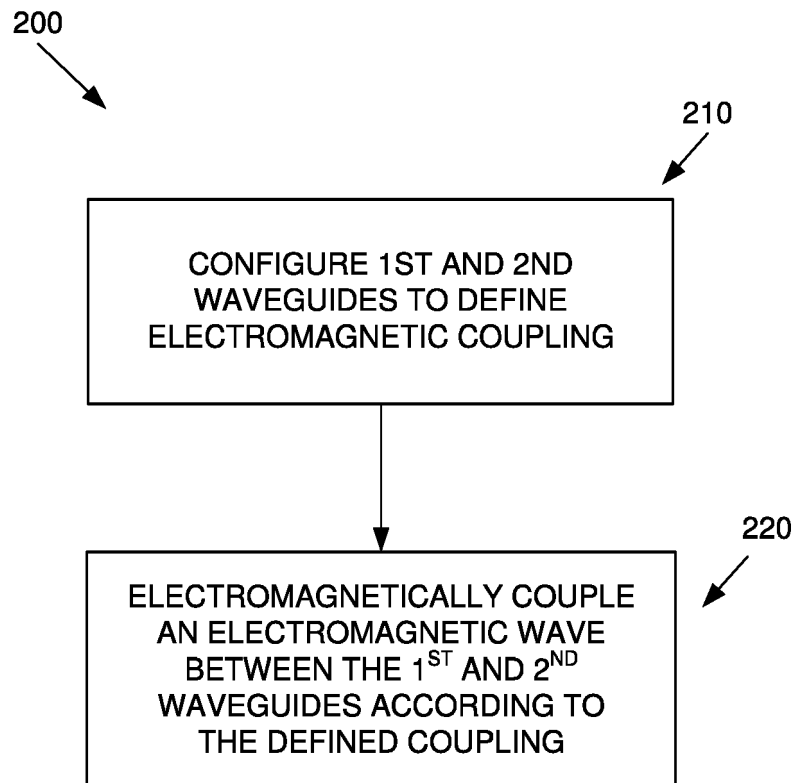 200
210
CONFIGURE 1ST AND 2ND
WAVEGUIDES TO DEFINE
ELECTROMAGNETIC COUPLING
220
ELECTROMAGNETICALLY COUPLE
AN ELECTROMAGNETIC WAVE
BETWEEN THE 1ST AND 2ND
WAVEGUIDES ACCORDING TO
THE DEFINED COUPLING